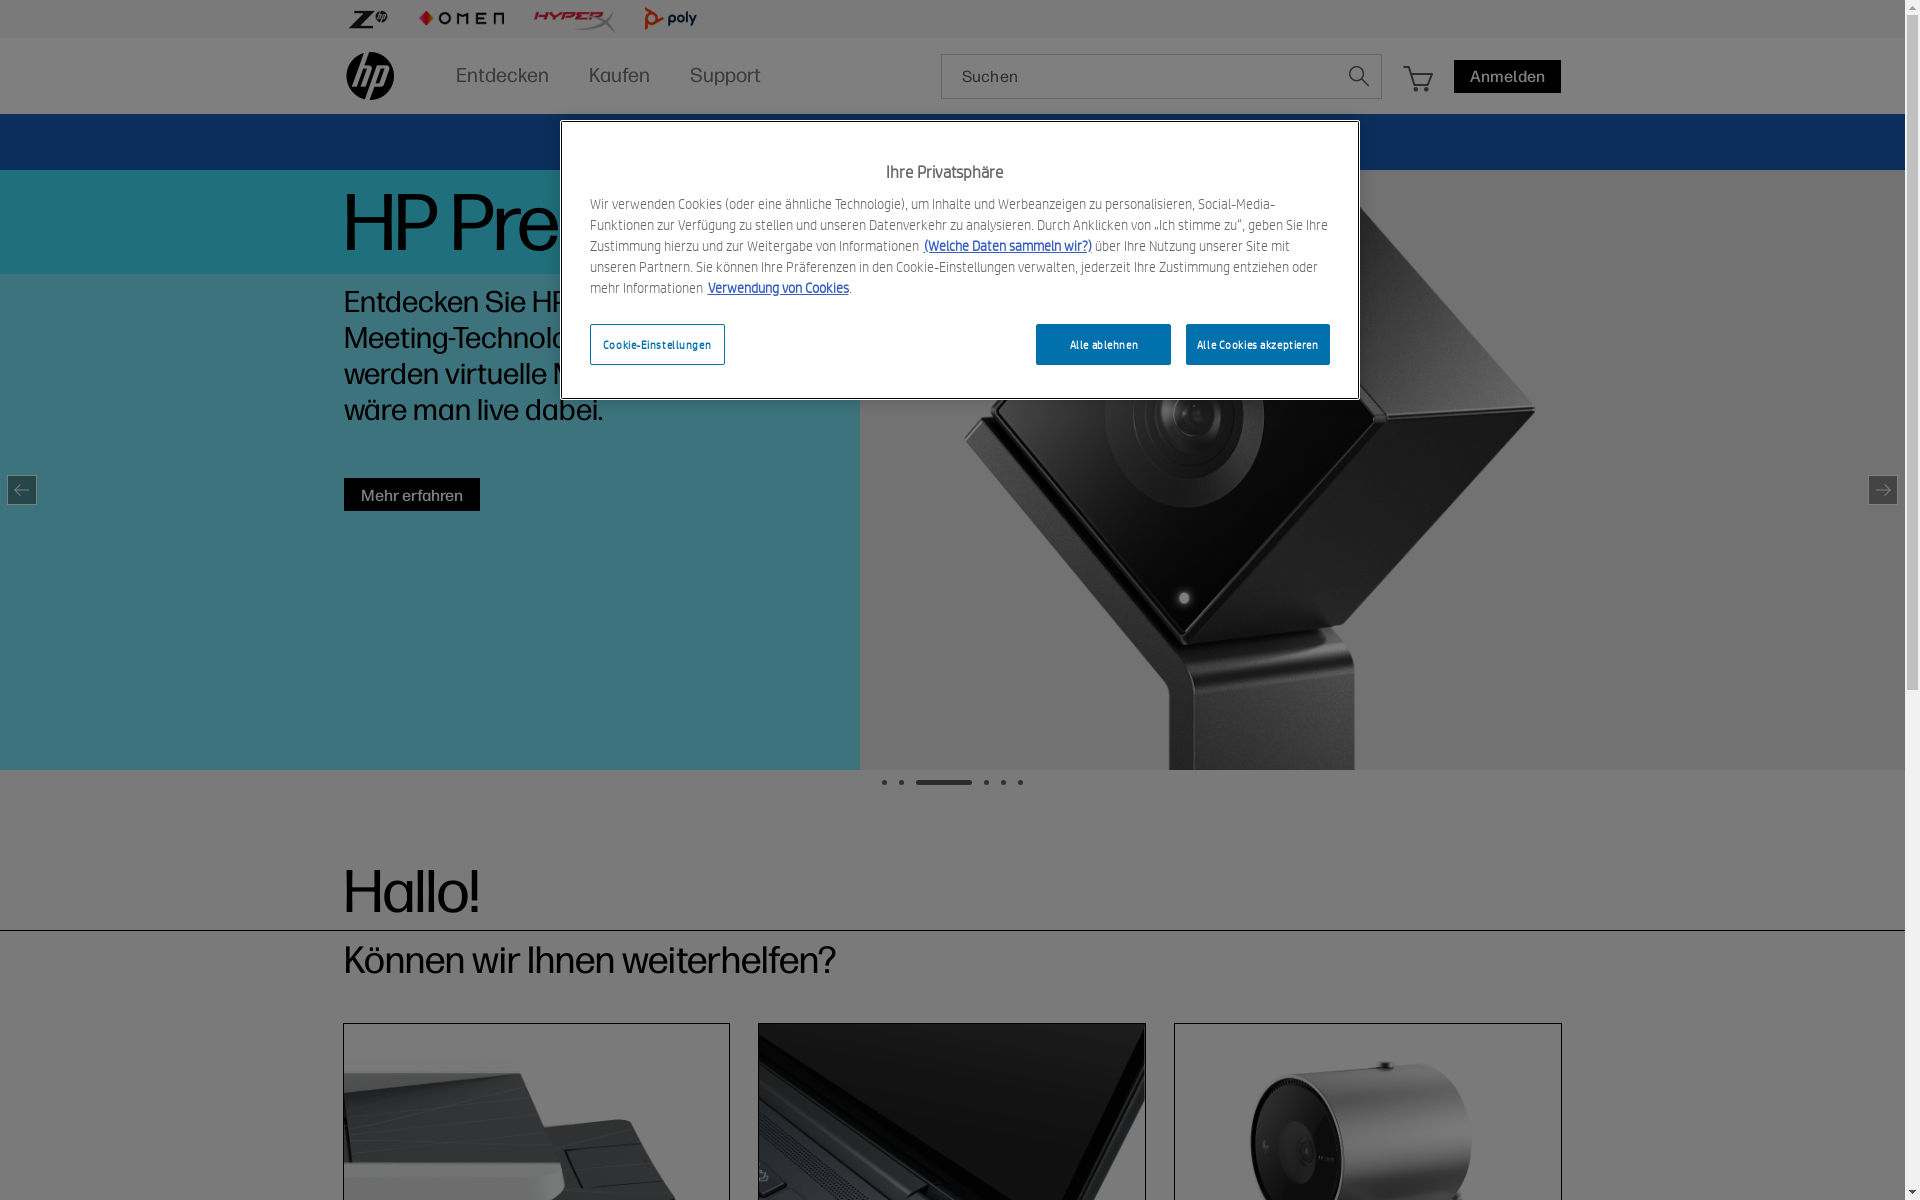 Z hp
OMEN
HYPERX
poly
hp
Entdecken
Kaufen
Support
Suchen
Anmelden
Ihre Privatsphäre
Wir verwenden Cookies (oder eine ähnliche Technologie), um Inhalte und Werbeanzeigen zu personalisieren, Social-Media-
Funktionen zur Verfügung zu stellen und unseren Datenverkehr zu analysieren. Durch Anklicken von „Ich stimme zu“, geben Sie Ihre
Zustimmung hierzu und zur Weitergabe von Informationen (Welche Daten sammeln wir?) über Ihre Nutzung unserer Site mit
unseren Partnern. Sie können Ihre Präferenzen in den Cookie-Einstellungen verwalten, jederzeit Ihre Zustimmung entziehen oder
mehr Informationen Verwendung von Cookies.
Cookie-Einstellungen
Alle ablehnen
Alle Cookies akzeptieren
HP Pre
Entdecken Sie HP
Meeting-Technolo
werden virtuelle M
wäre man live dabei.
Mehr erfahren
Hallo!
Können wir Ihnen weiterhelfen?